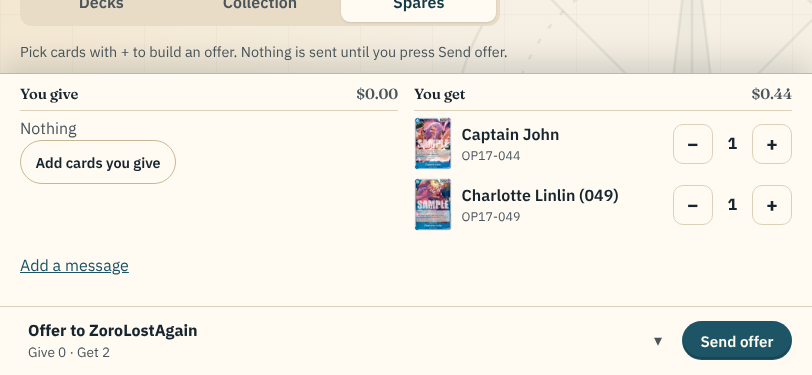 Decks Collection Spares
Pick cards with + to build an offer. Nothing is sent until you press Send offer.
You give $0.00
Nothing
Add cards you give
You get $0.44
SAMPLE
Captain John
OP17-044
− 1 +
SAMPLE
Charlotte Linlin (049)
OP17-049
− 1 +
Add a message
Offer to ZoroLostAgain
Give 0 · Get 2
▼
Send offer